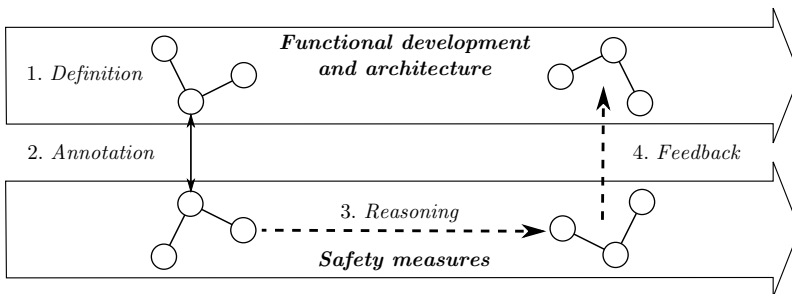 Functional development
and architecture
1. Definition
2. Annotation
4. Feedback
3. Reasoning
Safety measures